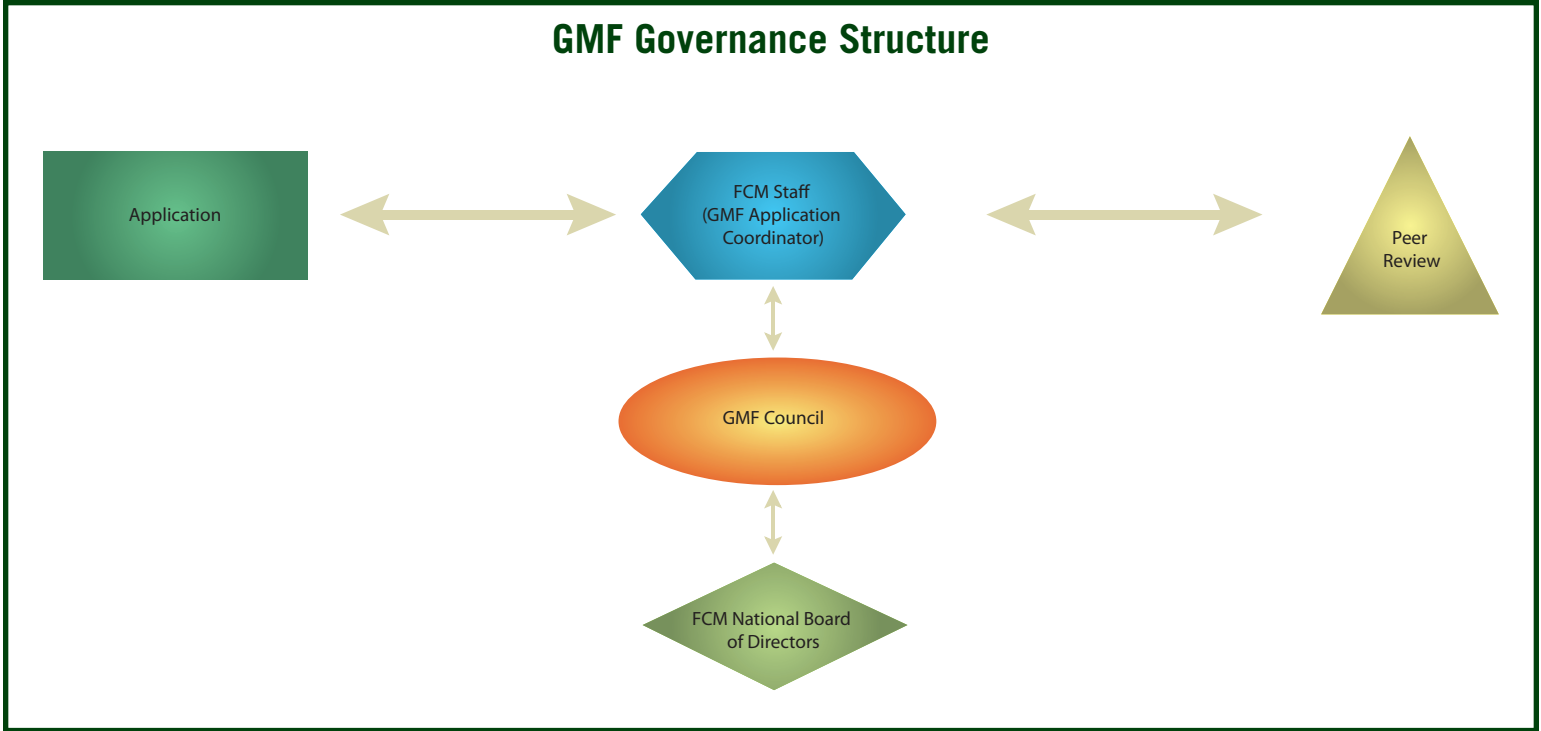 GMF Governance Structure
Application
FCM Staff
(GMF Application
Coordinator)
Peer
Review
GMF Council
FCM National Board
of Directors